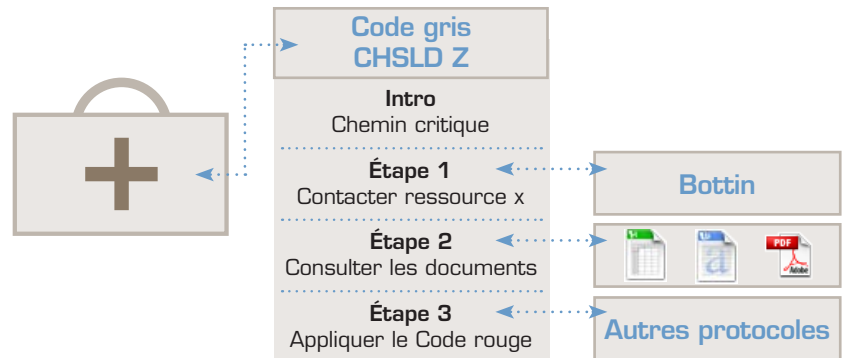 Code gris
CHSLD Z
Intro
Chemin critique
Étape 1
Contacter ressource x
Bottin
Étape 2
Consulter les documents
a
PDF
Adobe
Étape 3
Appliquer le Code rouge
Autres protocoles